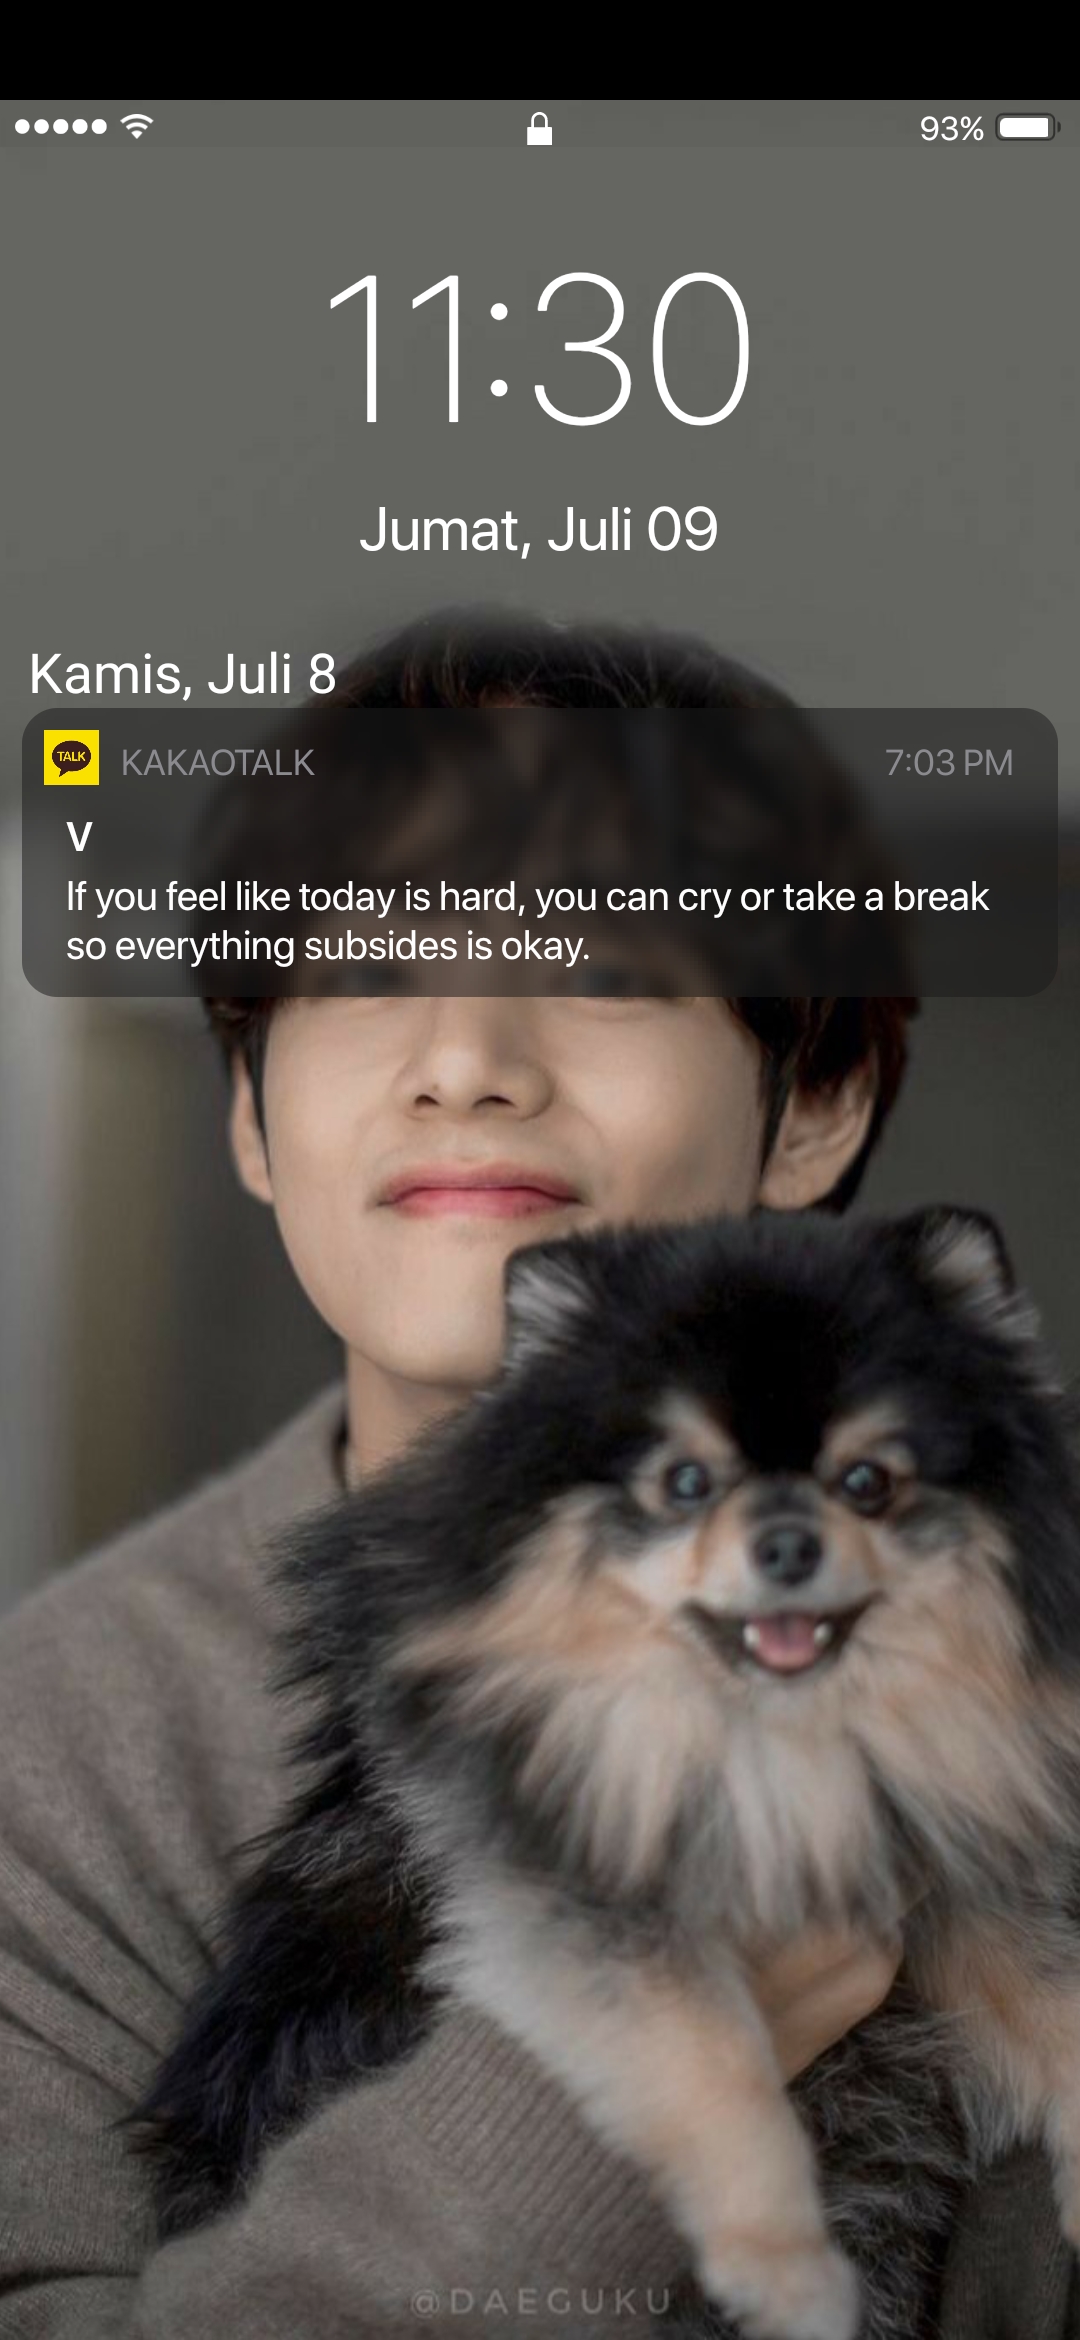 93%
11:30
Jumat, Juli 09
Kamis, Juli 8
TALK KAKAOTALK 7:03 PM
V
If you feel like today is hard, you can cry or take a break
so everything subsides is okay.
@DAEGUKU